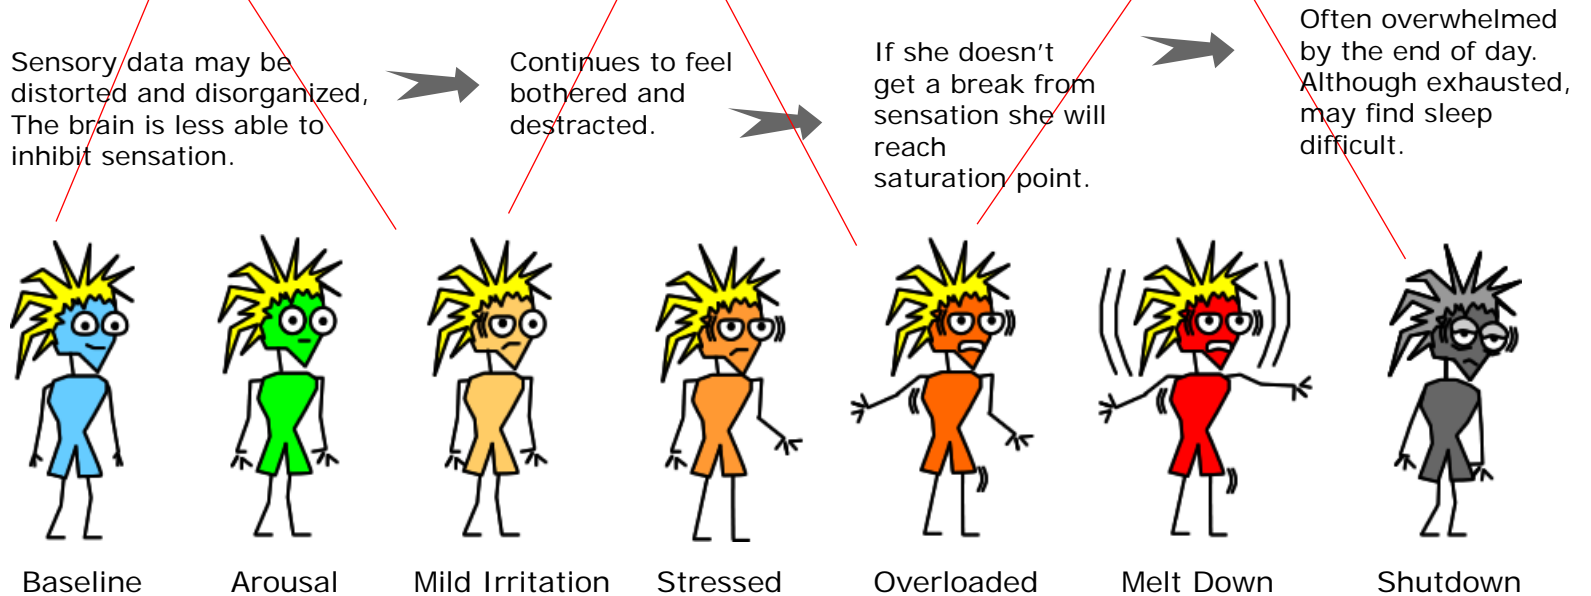 Sensory data may be
distorted and disorganized,
The brain is less able to
inhibit sensation.
Continues to feel
bothered and
destracted.
If she doesn't
get a break from
sensation she will
reach
saturation point.
Often overwhelmed
by the end of day.
Although exhausted,
may find sleep
difficult.
Baseline
Arousal
Mild Irritation
Stressed
Overloaded
Melt Down
Shutdown